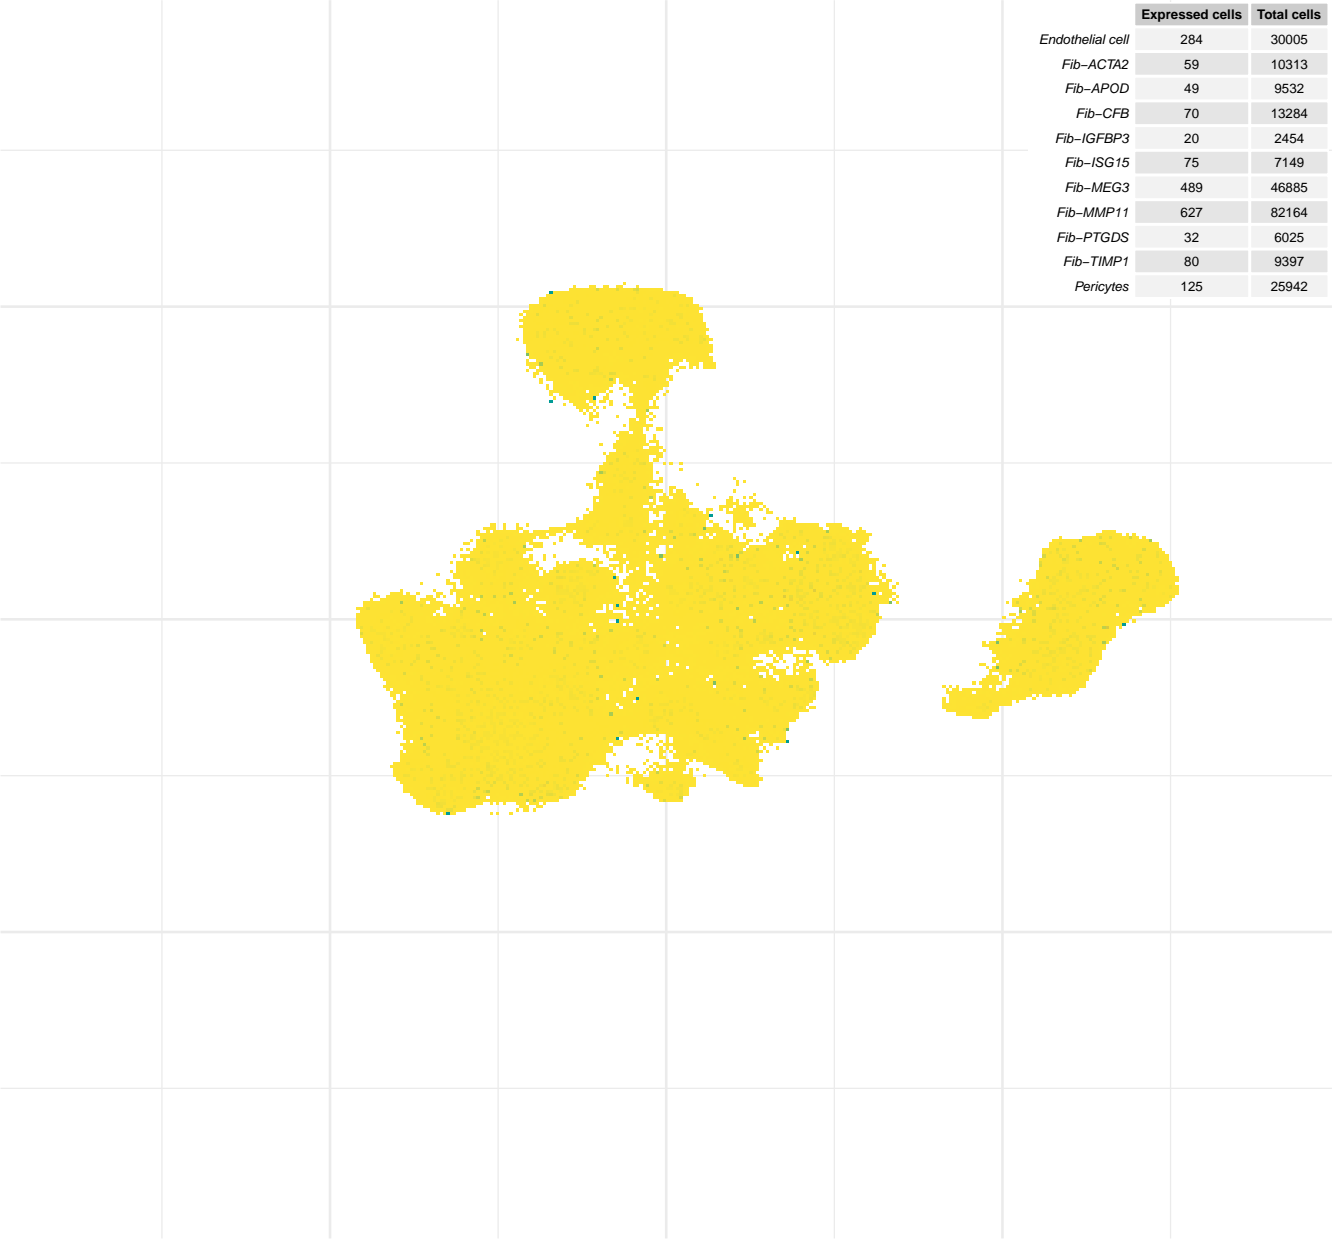 Expressed cells Total cells
Endothelial cell 284 30005
Fib−ACTA2 59 10313
Fib−APOD 49 9532
Fib−CFB 70 13284
Fib−IGFBP3 20 2454
Fib−ISG15 75 7149
Fib−MEG3 489 46885
Fib−MMP11 627 82164
Fib−PTGDS 32 6025
Fib−TIMP1 80 9397
Pericytes 125 25942